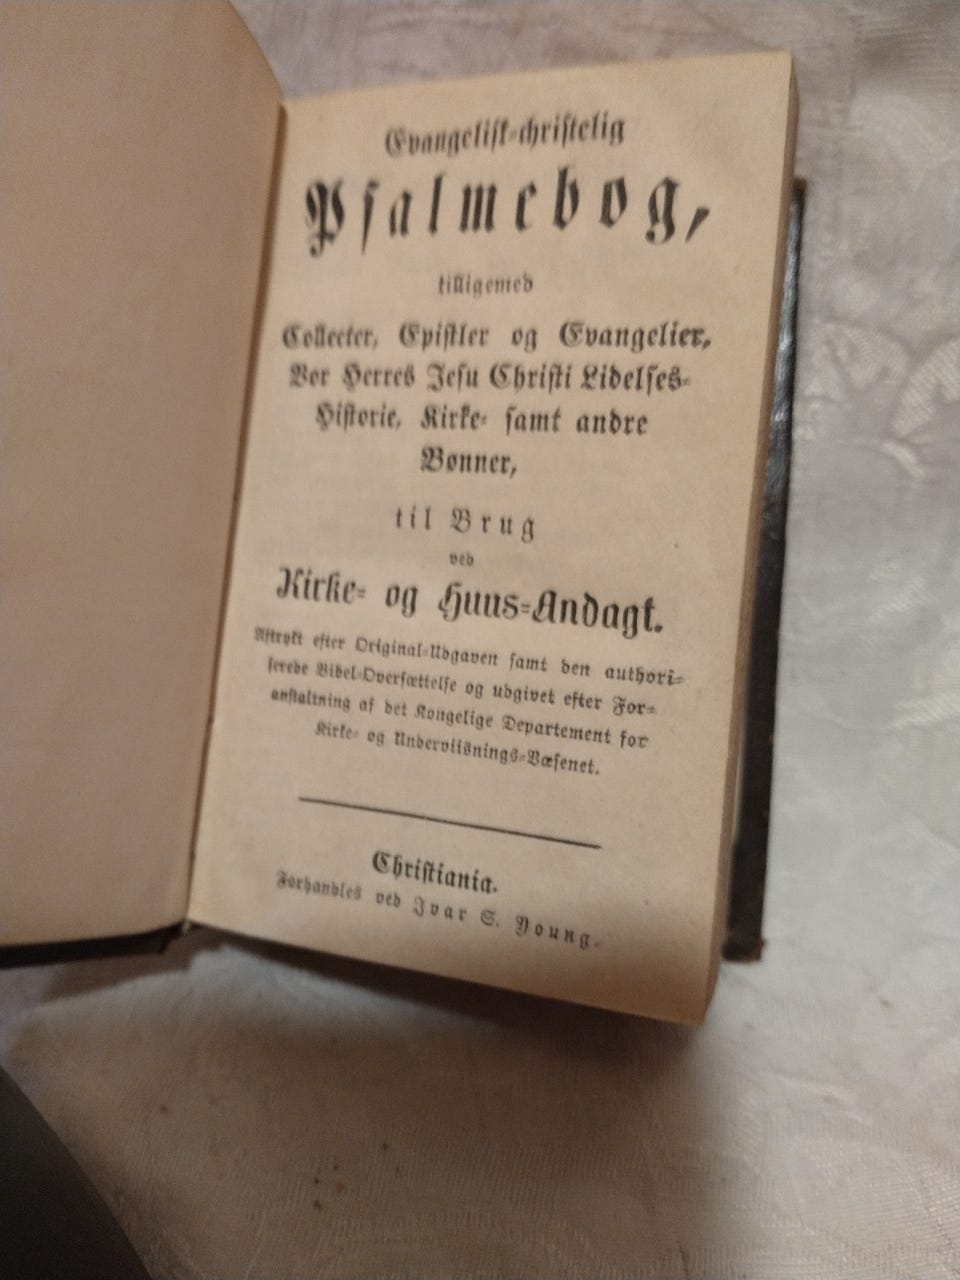 Evangelisk-christelig
Psalmebog,
tilligemed
Collecter, Epistler og Evangelier,
Vor Herres Jesu Christi Lidelses-
Historie, Kirke- samt andre
Bønner,
til Brug
ved
Kirke- og Huus-Andagt.
Aftrykt efter Original-Udgaven samt den authori-
serede Bibel-Oversættelse og udgivet efter For-
anstaltning af det Kongelige Departement for
Kirke- og Underviisnings-Væsenet.
Christiania.
Forhandles ved Ivar S. Young.